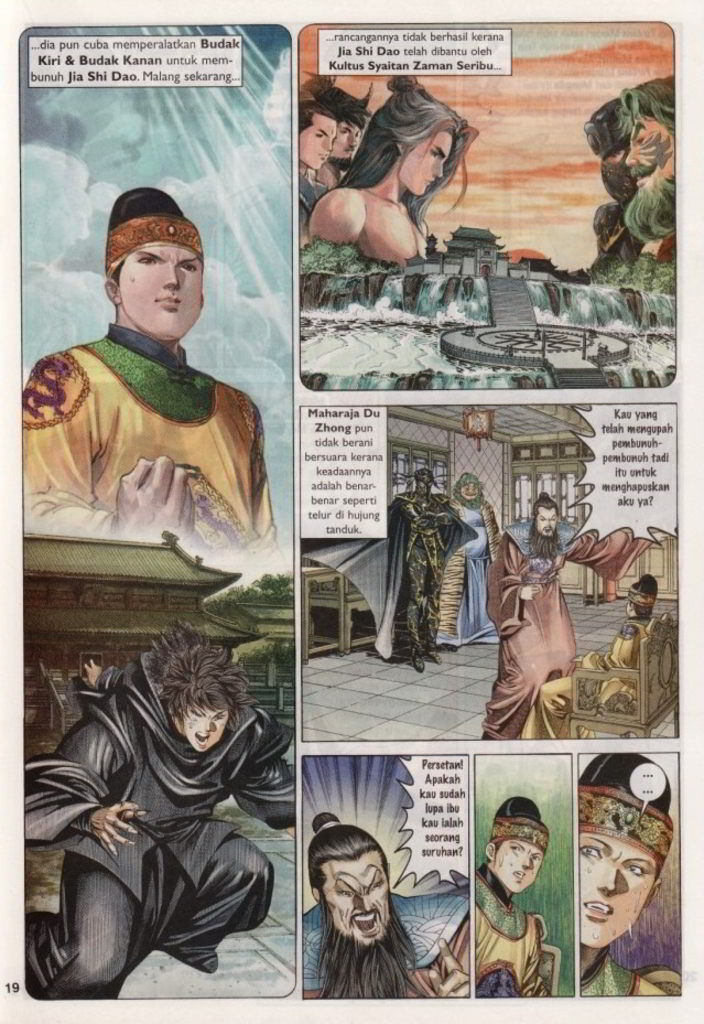 ...dia pun cuba memperalatkan Budak
Kiri & Budak Kanan untuk mem-
bunuh Jia Shi Dao. Malang sekarang...
...rancangannya tidak berhasil kerana
Jia Shi Dao telah dibantu oleh
Kultus Syaitan Zaman Seribu...
Maharaja Du
Zhong pun
tidak berani
bersuara kerana
keadaannya
adalah benar-
benar seperti
telur di hujung
tanduk.
Kau yang
telah mengupah
pembunuh-
pembunuh tadi
itu untuk
menghapuskan
aku ya?
Persetan!
Apakah
kau sudah
lupa ibu
kau ialah
seorang
suruhan?
...
...
19